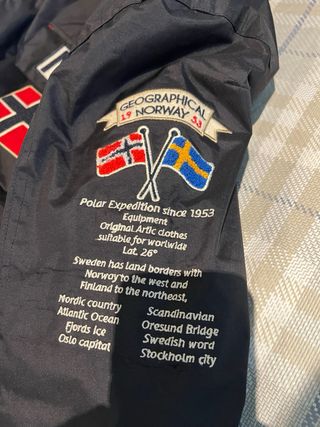 GEOGRAPHICAL
19 NORWAY 53
Polar Expedition since 1953
Equipment
Original Artic clothes
suitable for worlwide
Lat. 26°
Sweden has land borders with
Norway to the west and
Finland to the northeast,
Nordic country
Atlantic Ocean
Fjords Ice
Oslo capital
Scandinavian
Oresund Bridge
Swedish word
Stockholm city